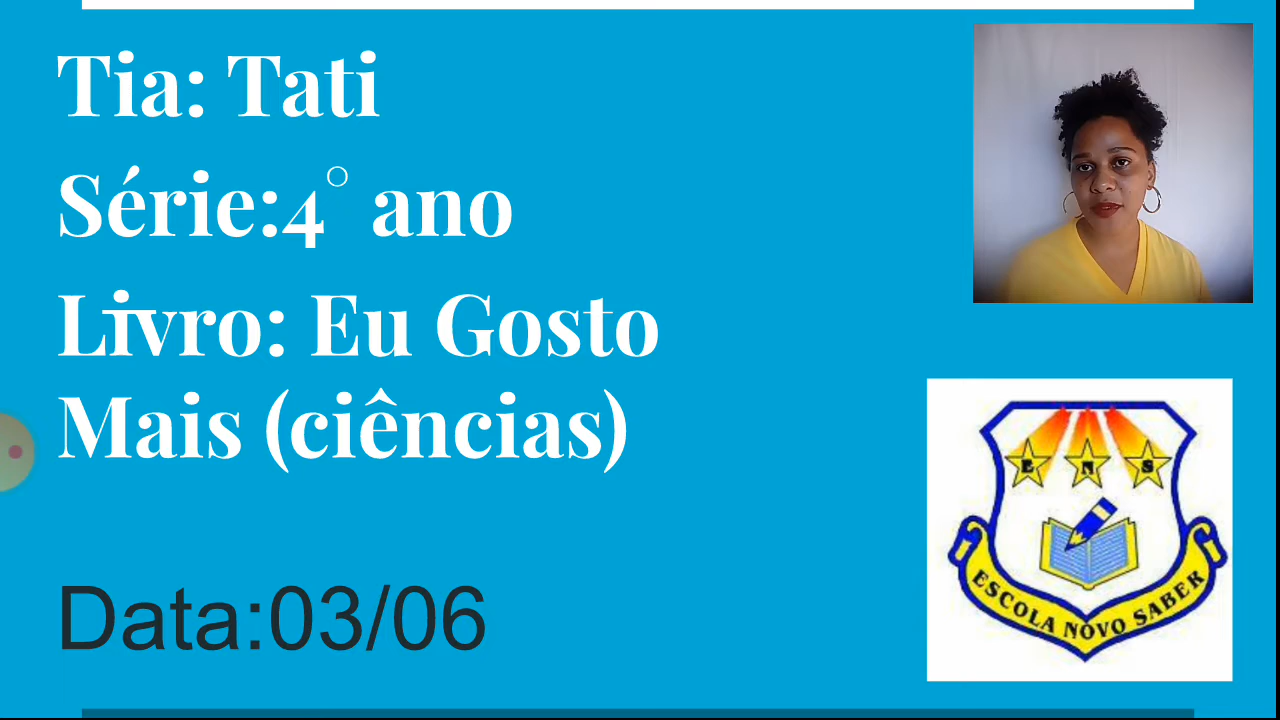 Tia: Tati
Série:4° ano
Livro: Eu Gosto
Mais (ciências)
Data:03/06
E N S
ESCOLA NOVO SABER